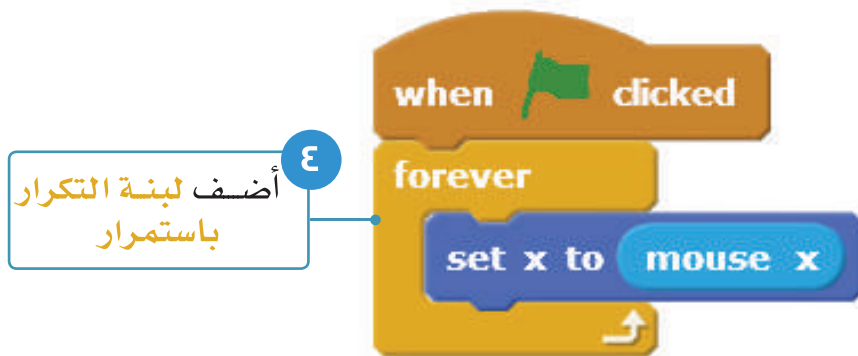 when clicked
٤
أضف لبنة التكرار
باستمرار
forever
set x to mouse x